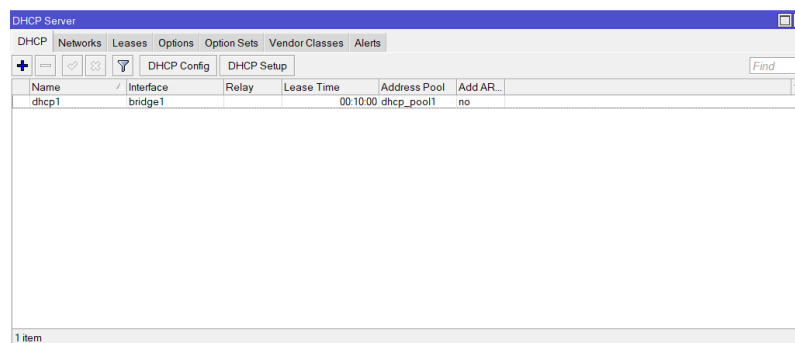 DHCP Server
DHCP Networks Leases Options Option Sets Vendor Classes Alerts
DHCP Config DHCP Setup Find
Name Interface Relay Lease Time Address Pool Add AR...
dhcp1 bridge1 00:10:00 dhcp_pool1 no
1 item